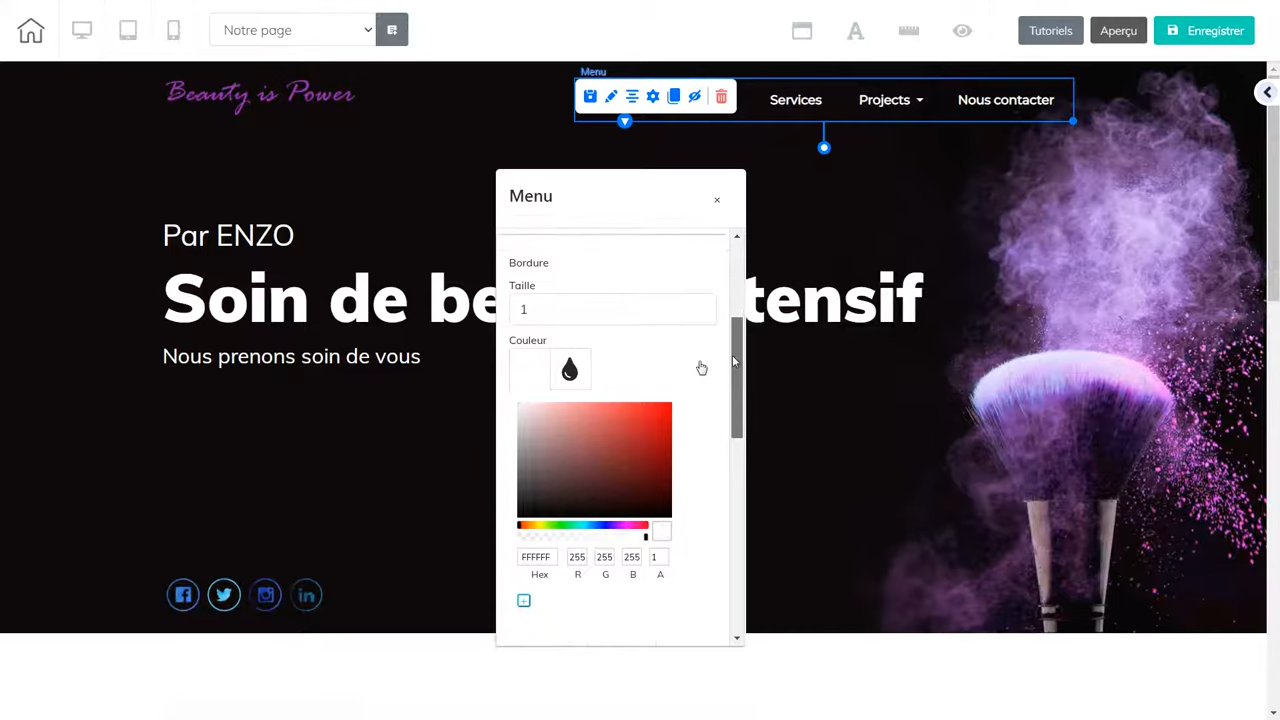 Notre page
Tutoriels
Aperçu
Enregistrer
Menu
Beauty is Power
Services
Projects
Nous contacter
Menu
×
Par ENZO
Soin de be tensif
Nous prenons soin de vous
Bordure
Taille
1
Couleur
FFFFFF 255 255 255 1
Hex R G B A